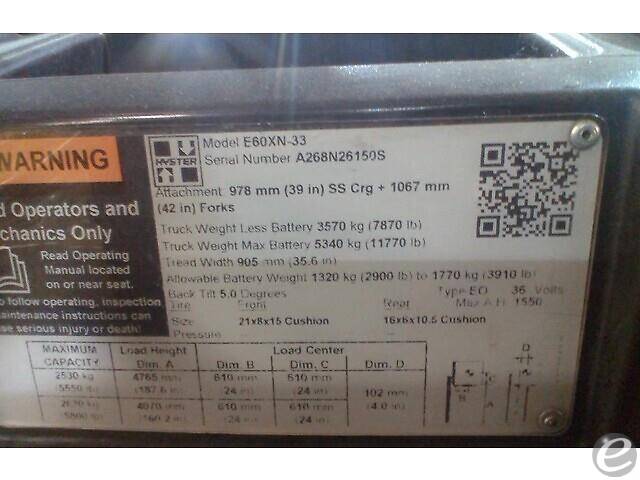 WARNING
d Operators and
chanics Only
Read Operating
Manual located
on or near seat.
o follow operating, inspection
aintenance instructions can
se serious injury or death!
HYSTER
Model E60XN-33
Serial Number A268N26150S
Attachment 978 mm (39 in) SS Crg + 1067 mm
(42 in) Forks
Truck Weight Less Battery 3570 kg (7870 lb)
Truck Weight Max Battery 5340 kg (11770 lb)
Tread Width 905 mm (35.6 in)
Allowable Battery Weight 1320 kg (2900 lb) to 1770 kg (3910 lb)
Back Tilt 5.0 Degrees Type EO 36 Volts
Tire Front Rear Max A.H. 1550
Size 21x8x15 Cushion 16x6x10.5 Cushion
Pressure
MAXIMUM CAPACITY Load Height Dim. A Load Center
Dim. B Dim. C Dim. D
2530 kg 4765 mm 610 mm 610 mm
(5550 lb) (187.6 in) (24 in) (24 in) 102 mm
4070 mm 610 mm 610 mm (4.0 in)
(160.2 in) (24 in) (24 in)
D
C
B A
e